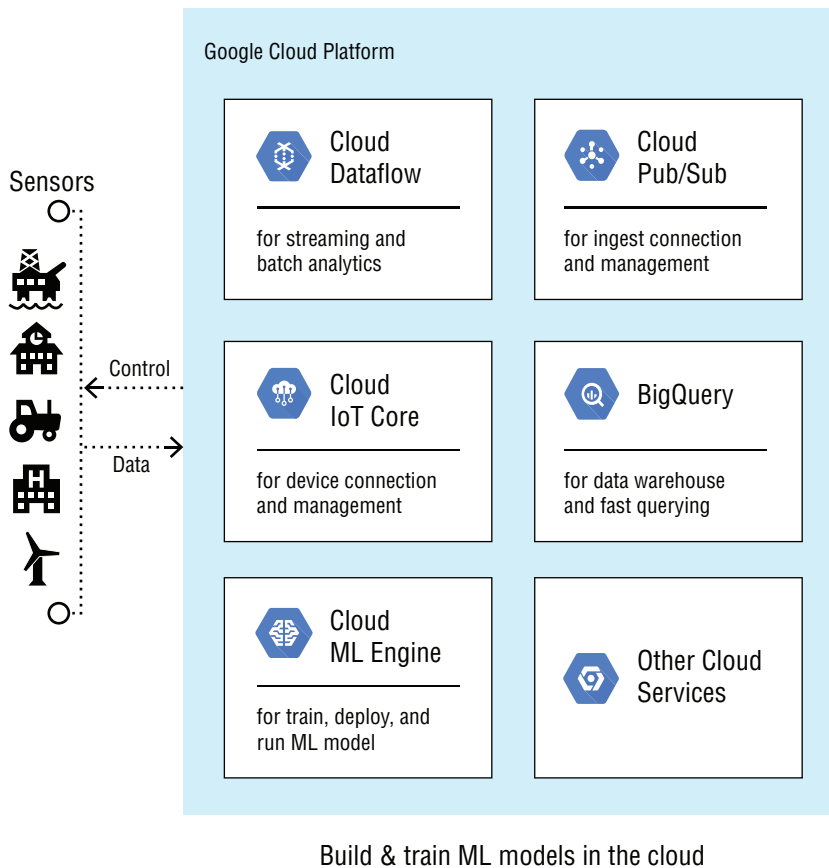 Google Cloud Platform
Sensors
Control
Data
Cloud
Dataflow
for streaming and
batch analytics
Cloud
Pub/Sub
for ingest connection
and management
Cloud
IoT Core
for device connection
and management
BigQuery
for data warehouse
and fast querying
Cloud
ML Engine
for train, deploy, and
run ML model
Other Cloud
Services
Build & train ML models in the cloud
H